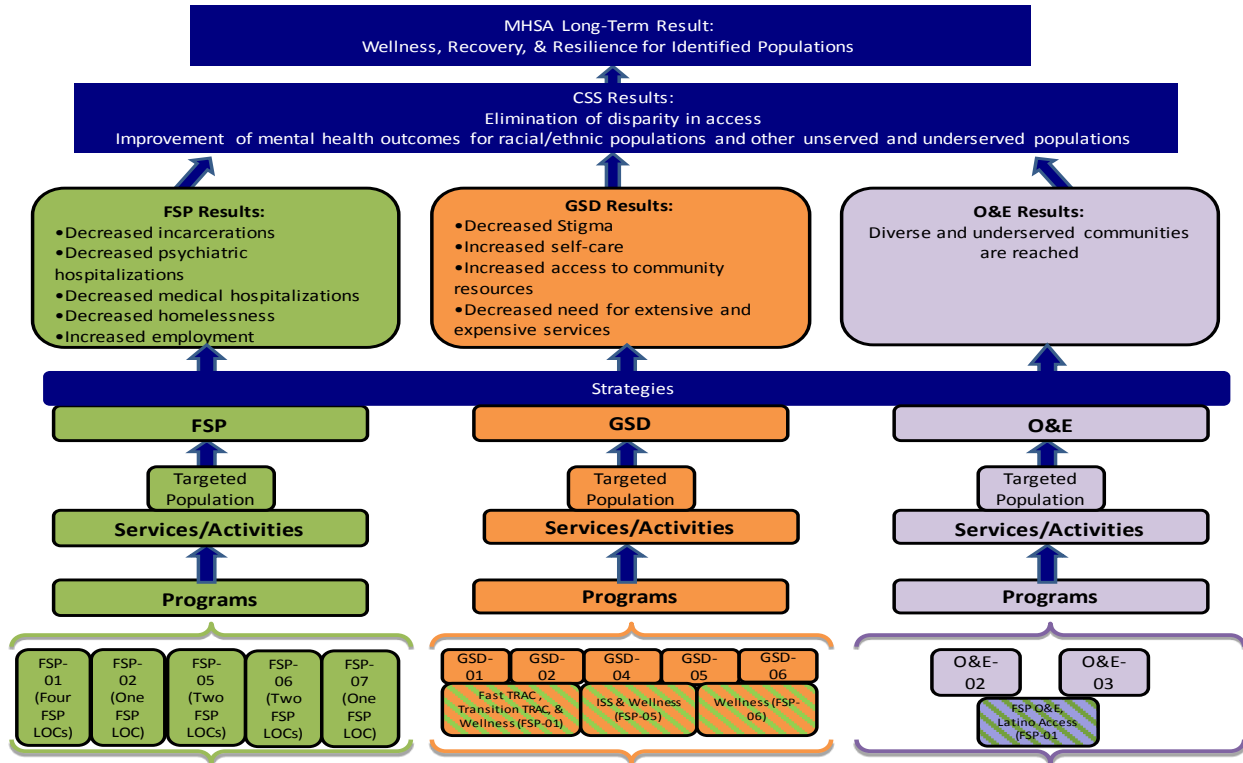 MHSA Long-Term Result:
Wellness, Recovery, & Resilience for Identified Populations
CSS Results:
Elimination of disparity in access
Improvement of mental health outcomes for racial/ethnic populations and other unserved and underserved populations
FSP Results:
•Decreased incarcerations
•Decreased psychiatric
hospitalizations
•Decreased medical hospitalizations
•Decreased homelessness
•Increased employment
GSD Results:
•Decreased Stigma
•Increased self-care
•Increased access to community
resources
•Decreased need for extensive and
expensive services
O&E Results:
Diverse and underserved communities
are reached
Strategies
FSP
GSD
O&E
Targeted
Population
Targeted
Population
Targeted
Population
Services/Activities
Services/Activities
Services/Activities
Programs
Programs
Programs
FSP-
01
(Four
FSP
LOCs)
FSP-
02
(One
FSP
LOC)
FSP-
05
(Two
FSP
LOCs)
FSP-
06
(Two
FSP
LOCs)
FSP-
07
(One
FSP
LOC)
GSD-
01
GSD-
02
GSD-
04
GSD-
05
GSD-
06
Fast TRAC ,
Transition TRAC, &
Wellness (FSP-01)
ISS & Wellness
(FSP-05)
Wellness (FSP-
06)
O&E-
02
O&E-
03
FSP O&E,
Latino Access
(FSP-01